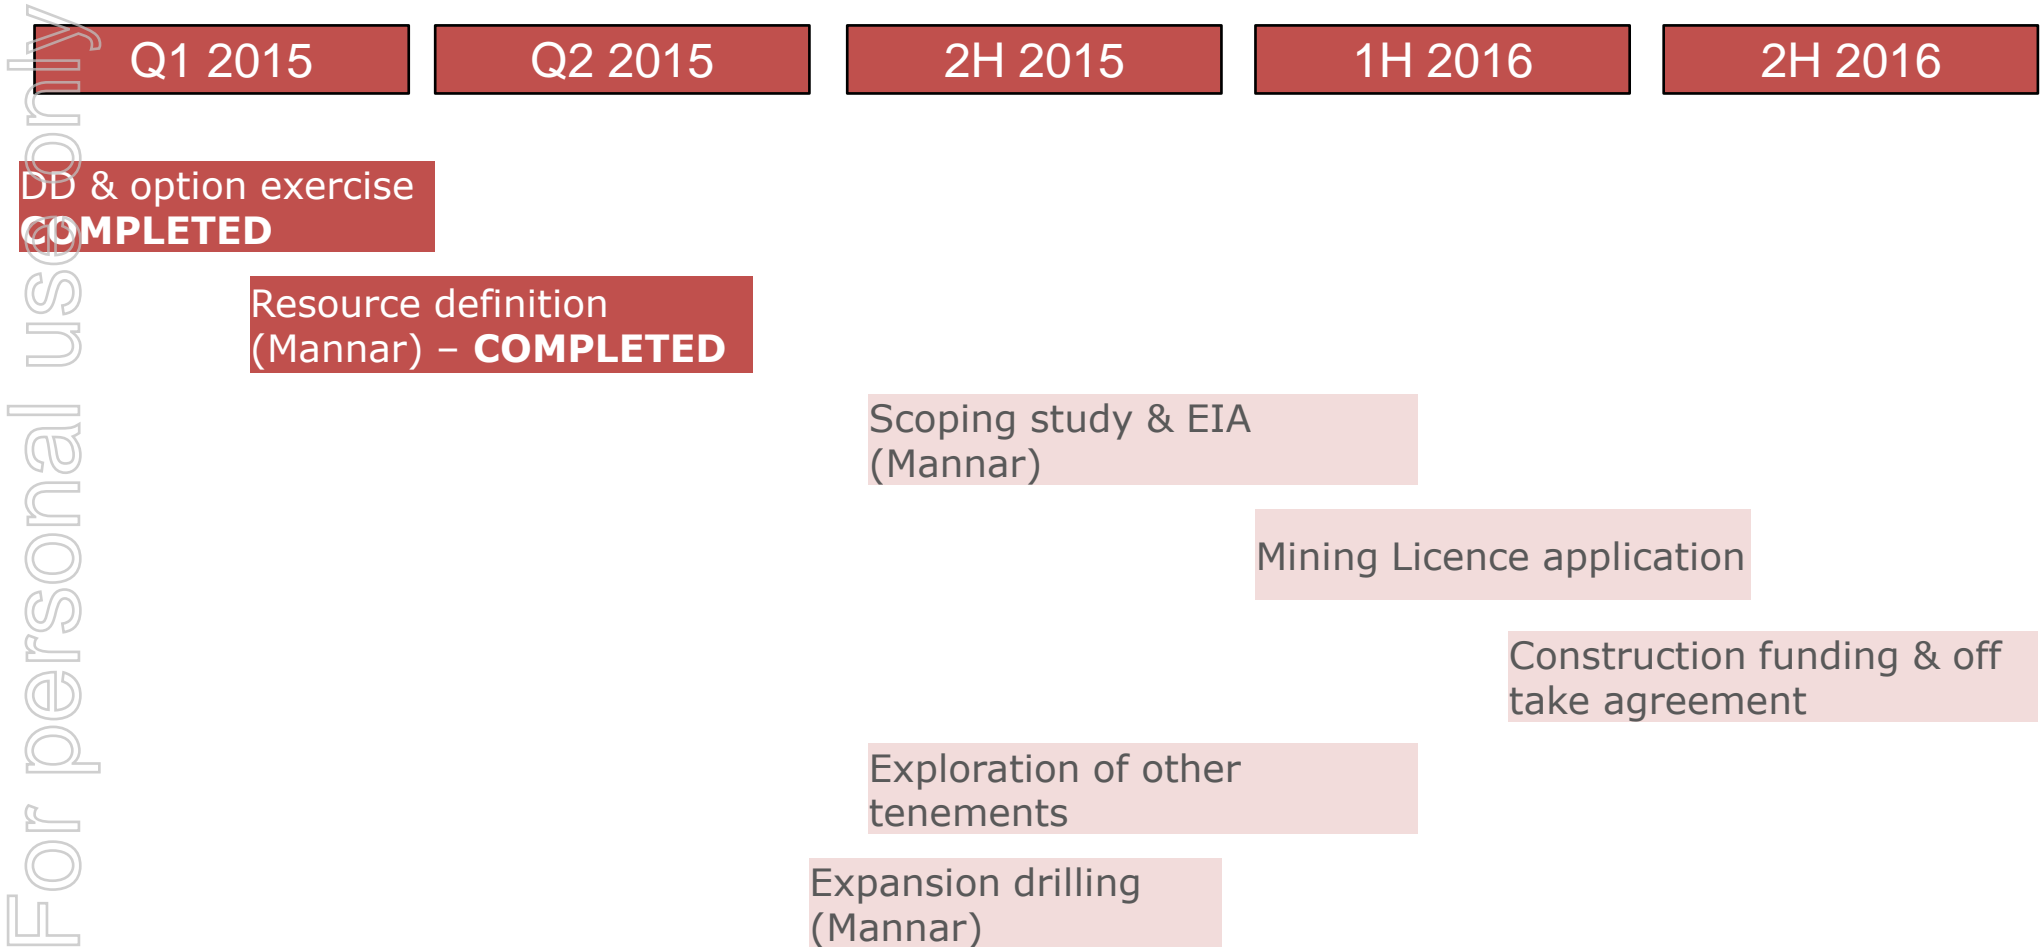 Q1 2015
Q2 2015
2H 2015
1H 2016
2H 2016
DD & option exercise
COMPLETED
Resource definition
(Mannar) – COMPLETED
Scoping study & EIA
(Mannar)
Mining Licence application
Construction funding & off
take agreement
Exploration of other
tenements
Expansion drilling
(Mannar)
For personal use only